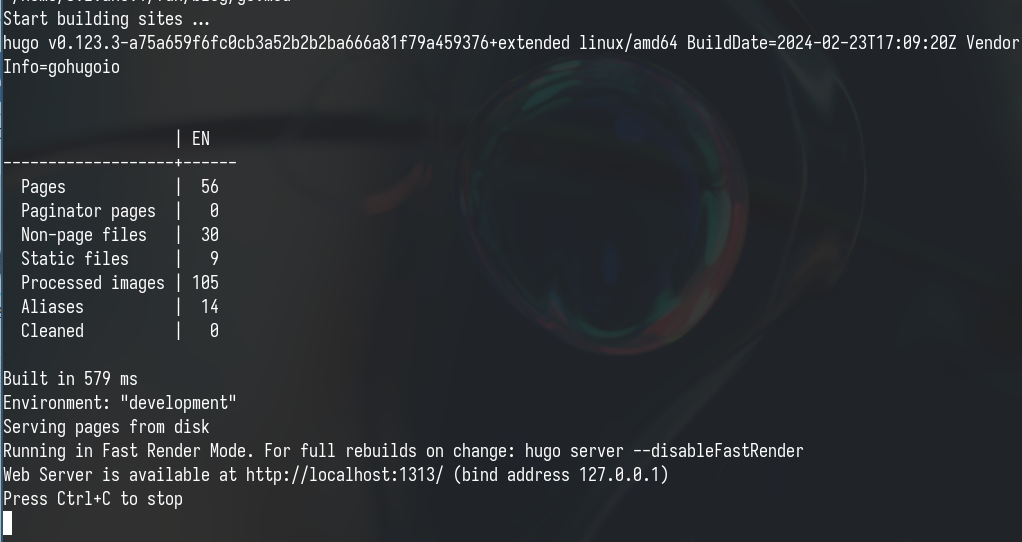 Start building sites …
hugo v0.123.3-a75a659f6fc0cb3a52b2b2ba666a81f79a459376+extended linux/amd64 BuildDate=2024-02-23T17:09:20Z Vendor
Info=gohugoio
| EN
-------------------+------
Pages | 56
Paginator pages | 0
Non-page files | 30
Static files | 9
Processed images | 105
Aliases | 14
Cleaned | 0
Built in 579 ms
Environment: "development"
Serving pages from disk
Running in Fast Render Mode. For full rebuilds on change: hugo server --disableFastRender
Web Server is available at http://localhost:1313/ (bind address 127.0.0.1)
Press Ctrl+C to stop